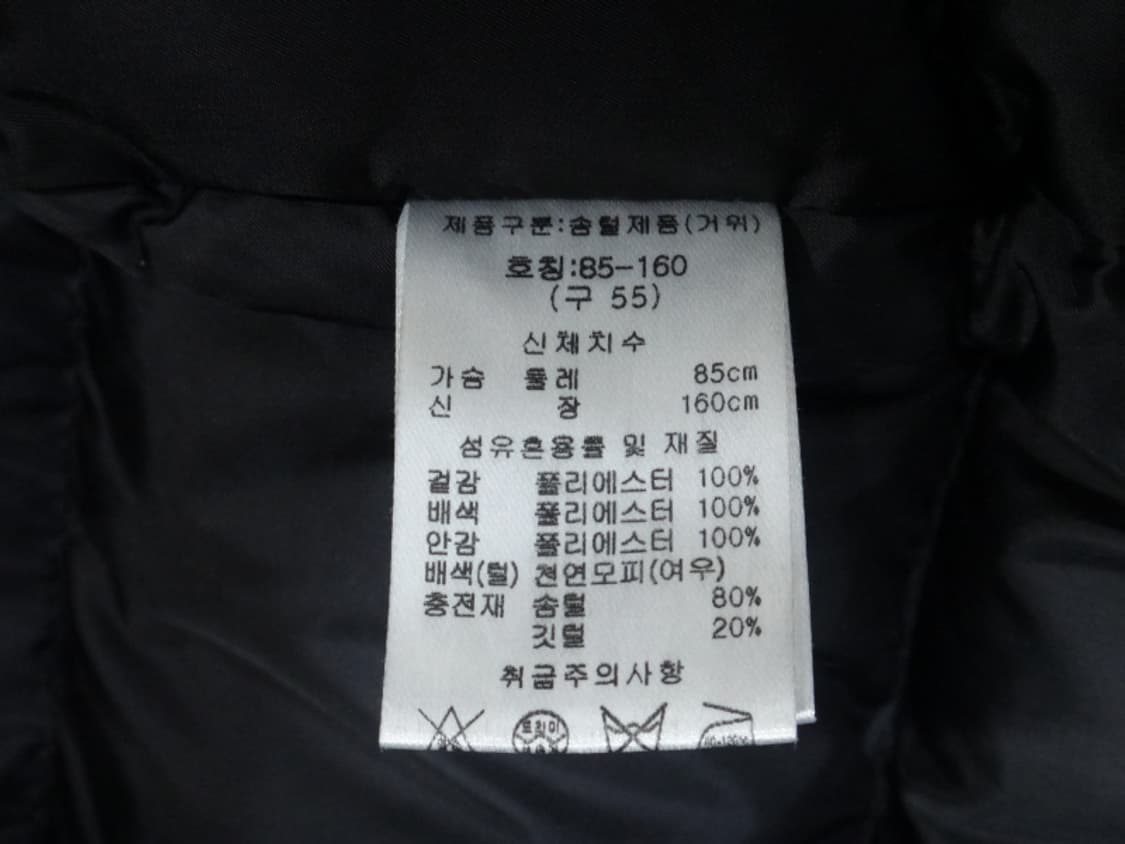 제품구분:솜털제품(거위)
호칭:85-160
(구 55)
신체치수
가슴 둘레 85cm
신 장 160cm
섬유혼용률 및 재질
겉감 폴리에스터 100%
배색 폴리에스터 100%
안감 폴리에스터 100%
배색(털) 천연모피(여우)
충전재 솜털 80%
깃털 20%
취급주의사항
드라이